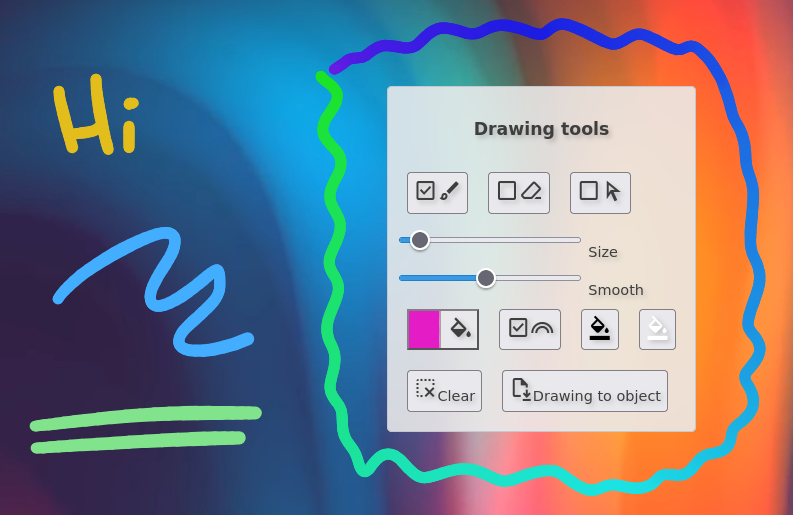 Hi
Drawing tools
Size
Smooth
Clear
Drawing to object